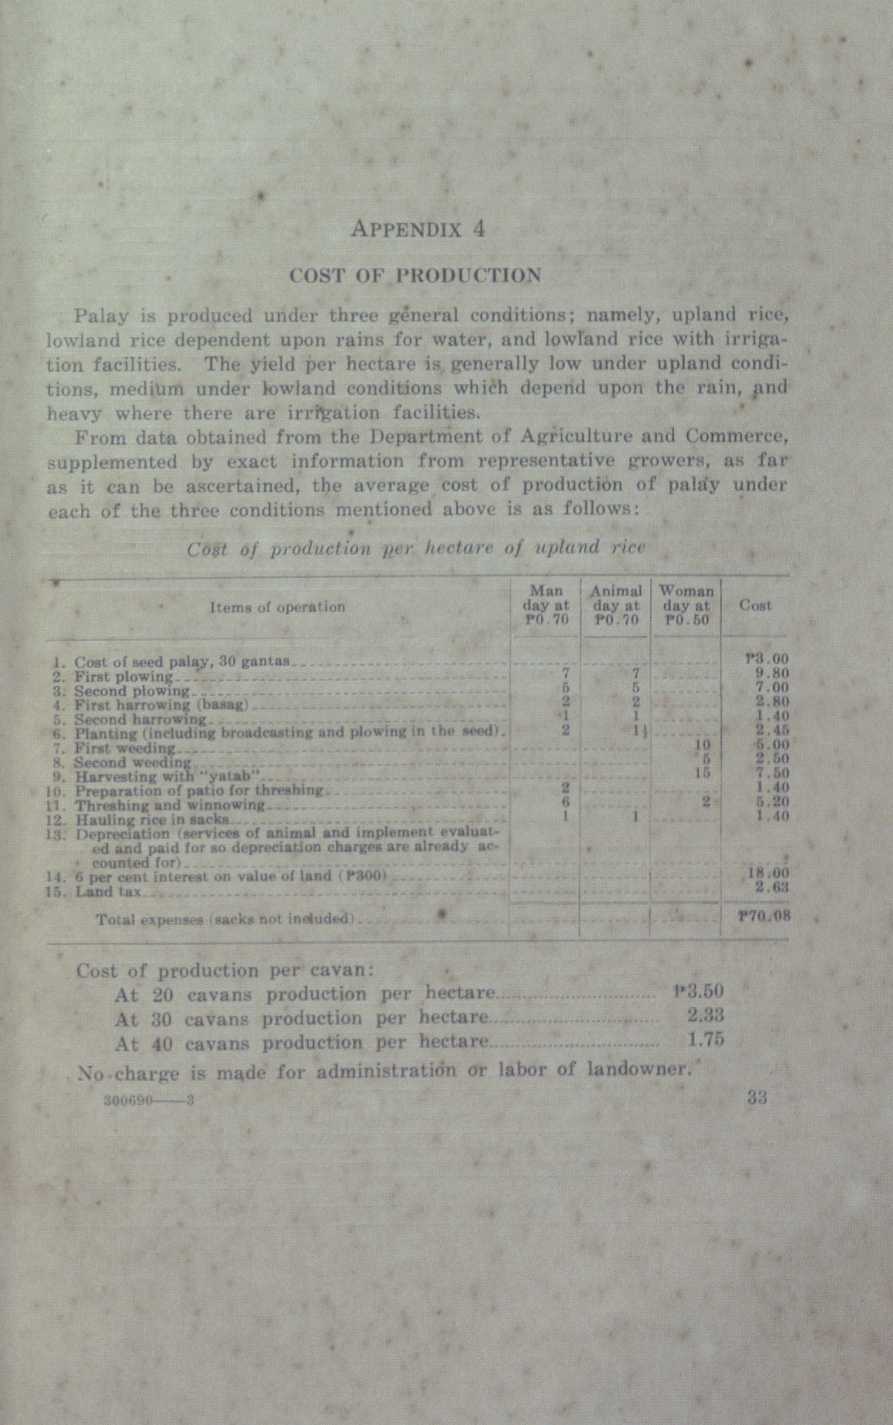 APPENDIX 4
COST OF PRODUCTION
Palay is produced under three general conditions; namely, upland rice,
lowland rice dependent upon rains for water, and lowland rice with irriga-
tion facilities. The yield per hectare is generally low under upland condi-
tions, medium under lowland conditions which depend upon the rain, and
heavy where there are irrigation facilities.
From data obtained from the Department of Agriculture and Commerce,
supplemented by exact information from representative growers, as far
as it can be ascertained, the average cost of production of palay under
each of the three conditions mentioned above is as follows:
Cost of production per hectare of upland rice
Items of operation | Man day at ₱0.70 | Animal day at ₱0.70 | Woman day at ₱0.50 | Cost
1. Cost of seed palay, 30 gantas ₱3.00
2. First plowing 7 7 9.80
3. Second plowing 5 5 7.00
4. First harrowing (basag) 2 2 2.80
5. Second harrowing 1 1 1.40
6. Planting (including broadcasting and plowing in the seed). 2 1½ 2.45
7. First weeding 10 5.00
8. Second weeding 5 2.50
9. Harvesting with "yatab" 15 7.50
10. Preparation of patio for threshing 2 1.40
11. Threshing and winnowing 6 2 5.20
12. Hauling rice in sacks 1 1 1.40
13. Depreciation (services of animal and implement evaluat-
ed and paid for so depreciation charges are already ac-
counted for)
14. 6 per cent interest on value of land (₱300) 18.00
15. Land tax 2.63
Total expenses (sacks not included) ₱70.08
Cost of production per cavan:
At 20 cavans production per hectare ₱3.50
At 30 cavans production per hectare 2.33
At 40 cavans production per hectare 1.75
No charge is made for administration or labor of landowner.
300690——3 33